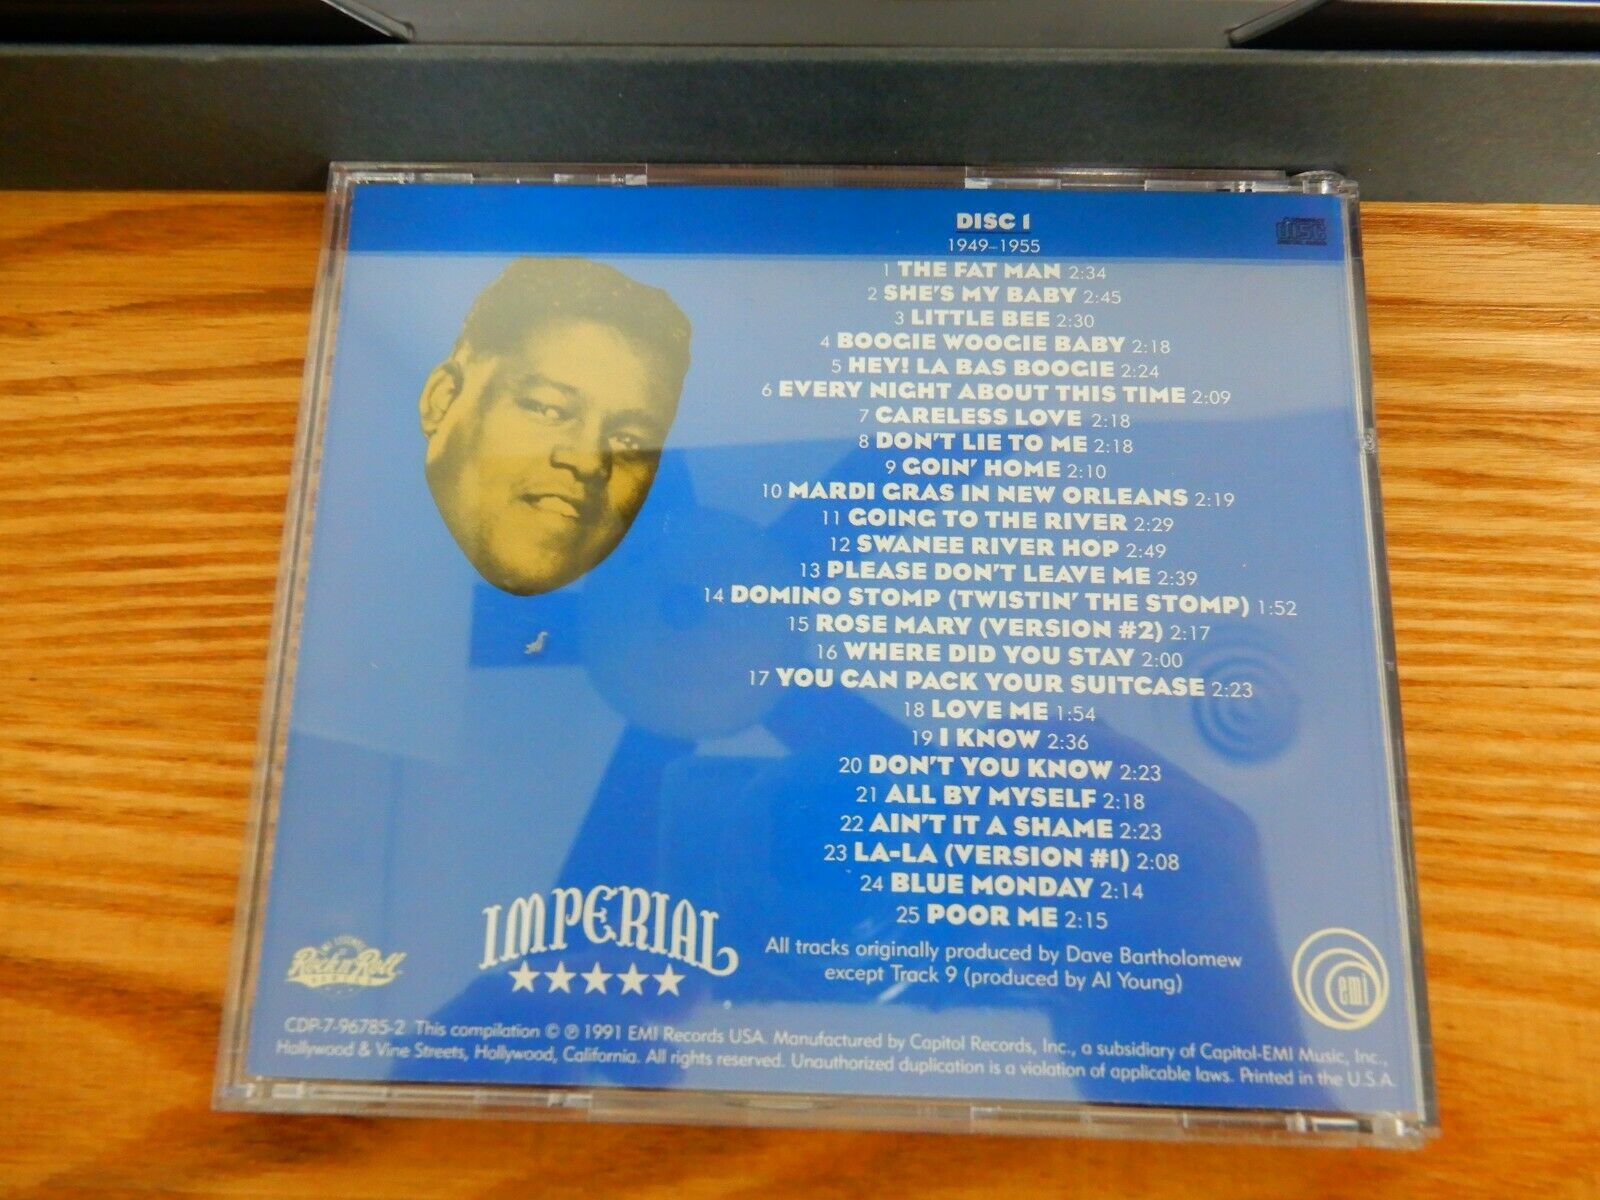 DISC 1
1949–1955
COMPACT
disc
DIGITAL AUDIO
1 THE FAT MAN 2:34
2 SHE'S MY BABY 2:45
3 LITTLE BEE 2:30
4 BOOGIE WOOGIE BABY 2:18
5 HEY! LA BAS BOOGIE 2:24
6 EVERY NIGHT ABOUT THIS TIME 2:09
7 CARELESS LOVE 2:18
8 DON'T LIE TO ME 2:18
9 GOIN' HOME 2:10
10 MARDI GRAS IN NEW ORLEANS 2:19
11 GOING TO THE RIVER 2:29
12 SWANEE RIVER HOP 2:49
13 PLEASE DON'T LEAVE ME 2:39
14 DOMINO STOMP (TWISTIN' THE STOMP) 1:52
15 ROSE MARY (VERSION #2) 2:17
16 WHERE DID YOU STAY 2:00
17 YOU CAN PACK YOUR SUITCASE 2:23
18 LOVE ME 1:54
19 I KNOW 2:36
20 DON'T YOU KNOW 2:23
21 ALL BY MYSELF 2:18
22 AIN'T IT A SHAME 2:23
23 LA-LA (VERSION #1) 2:08
24 BLUE MONDAY 2:14
25 POOR ME 2:15
All tracks originally produced by Dave Bartholomew
except Track 9 (produced by Al Young)
Rock n' Roll
IMPERIAL
emi
CDP-7-96785-2 This compilation © ℗ 1991 EMI Records USA. Manufactured by Capitol Records, Inc., a subsidiary of Capitol-EMI Music, Inc.,
Hollywood & Vine Streets, Hollywood, California. All rights reserved. Unauthorized duplication is a violation of applicable laws. Printed in the U.S.A.